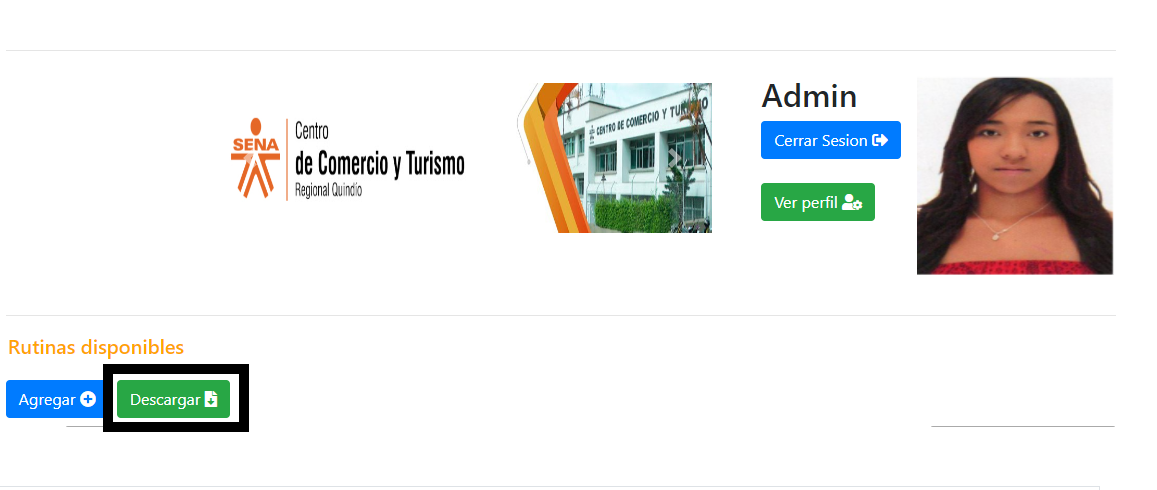 SENA
Centro
de Comercio y Turismo
Regional Quindío
CENTRO DE COMERCIO Y TURISMO
Admin
Cerrar Sesion
Ver perfil
Rutinas disponibles
Agregar
Descargar